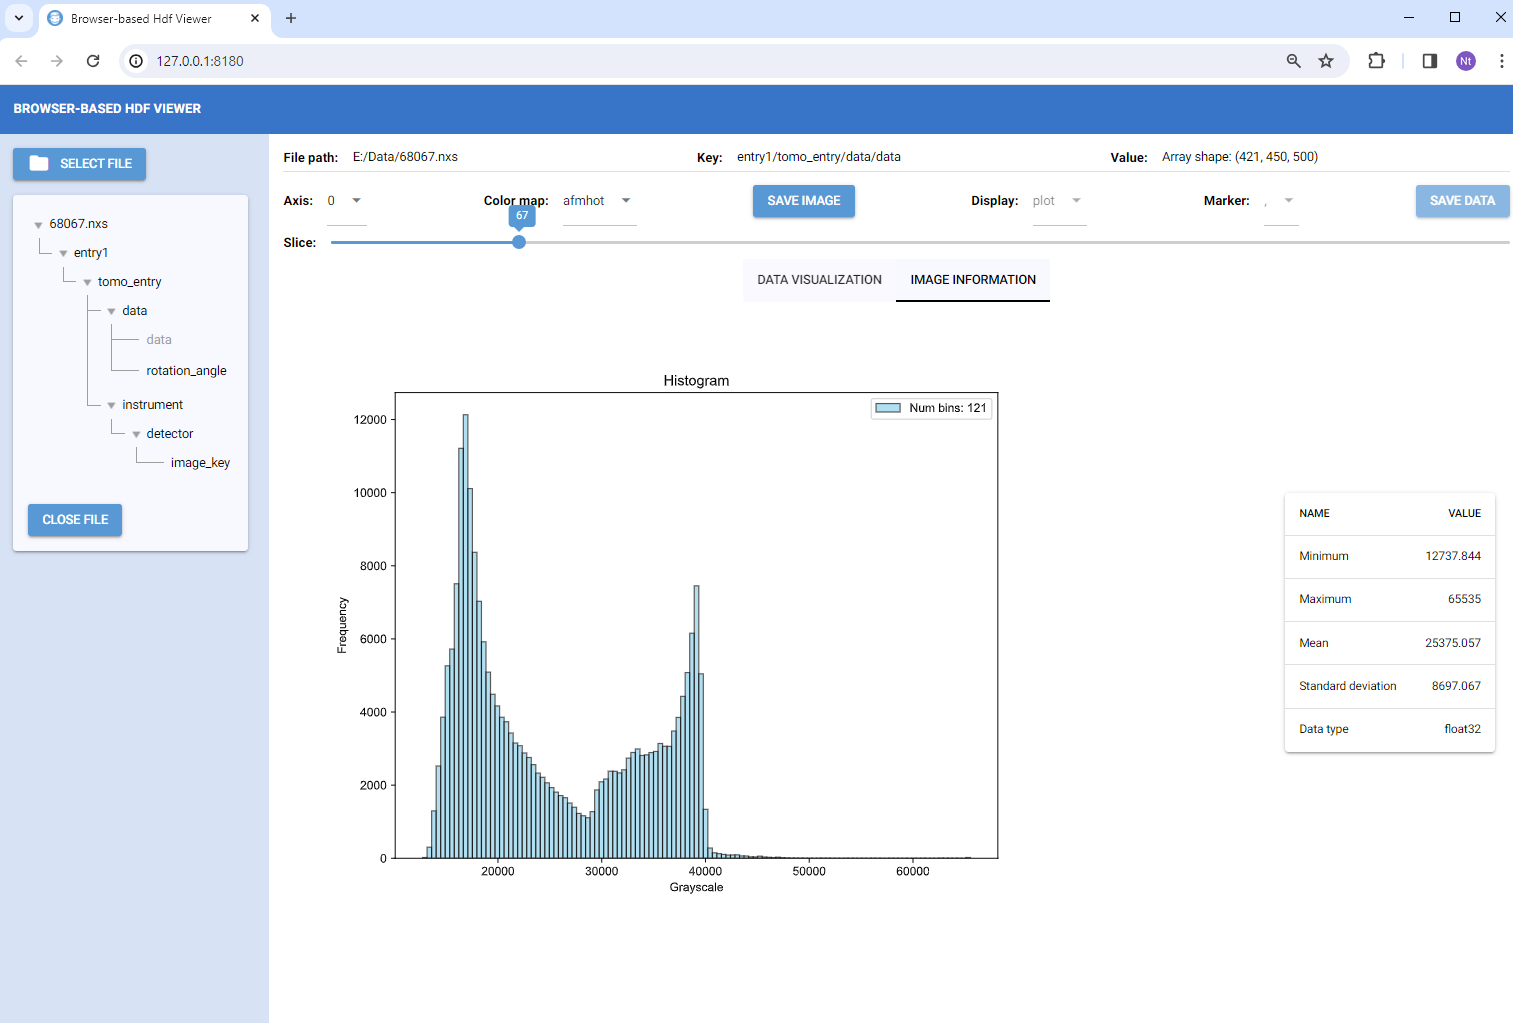 Browser-based Hdf Viewer
127.0.0.1:8180
Nt
BROWSER-BASED HDF VIEWER
SELECT FILE
68067.nxs
entry1
tomo_entry
data
data
rotation_angle
instrument
detector
image_key
CLOSE FILE
File path: E:/Data/68067.nxs Key: entry1/tomo_entry/data/data Value: Array shape: (421, 450, 500)
Axis: 0 Color map: afmhot SAVE IMAGE Display: plot Marker: , SAVE DATA
67
Slice:
DATA VISUALIZATION IMAGE INFORMATION
Histogram
Num bins: 121
12000
10000
8000
6000
4000
2000
0
Frequency
20000 30000 40000 50000 60000
Grayscale
NAME VALUE
Minimum 12737.844
Maximum 65535
Mean 25375.057
Standard deviation 8697.067
Data type float32